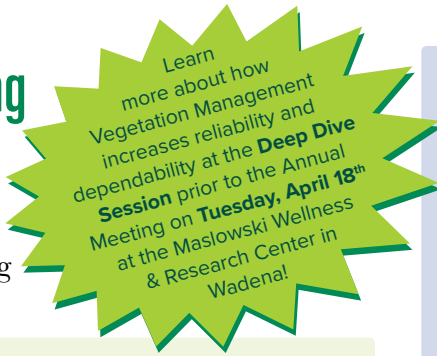 ng
Learn
more about how
Vegetation Management
increases reliability and
dependability at the Deep Dive
Session prior to the Annual
Meeting on Tuesday, April 18th
at the Maslowski Wellness
& Research Center in
Wadena!
g